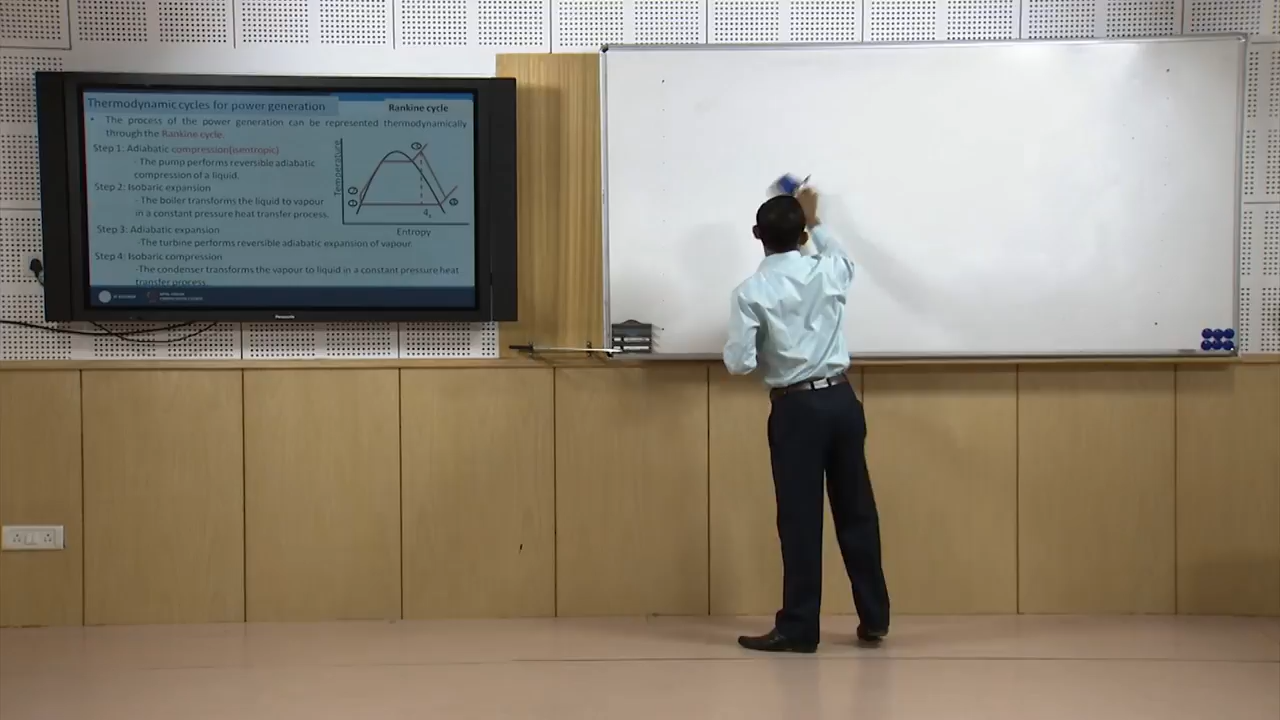 Thermodynamic cycles for power generation
Rankine cycle
• The process of the power generation can be represented thermodynamically
through the Rankine cycle.
Step 1: Adiabatic compression(isentropic)
- The pump performs reversible adiabatic
compression of a liquid.
Step 2: Isobaric expansion
- The boiler transforms the liquid to vapour
in a constant pressure heat transfer process.
Step 3: Adiabatic expansion
-The turbine performs reversible adiabatic expansion of vapour.
Step 4: Isobaric compression
-The condenser transforms the vapour to liquid in a constant pressure heat
transfer process.
Temperature
Entropy
Panasonic